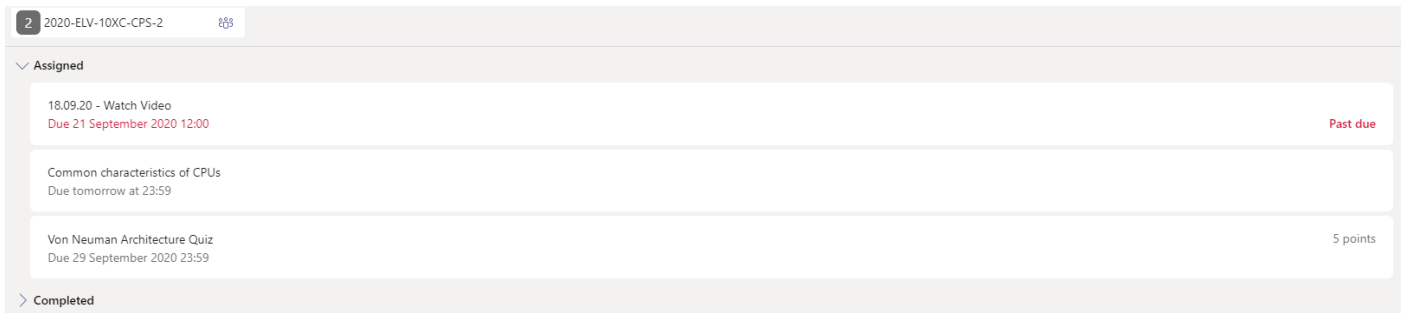 2 2020-ELV-10XC-CPS-2
Assigned
18.09.20 - Watch Video
Due 21 September 2020 12:00
Past due
Common characteristics of CPUs
Due tomorrow at 23:59
Von Neuman Architecture Quiz
5 points
Due 29 September 2020 23:59
Completed